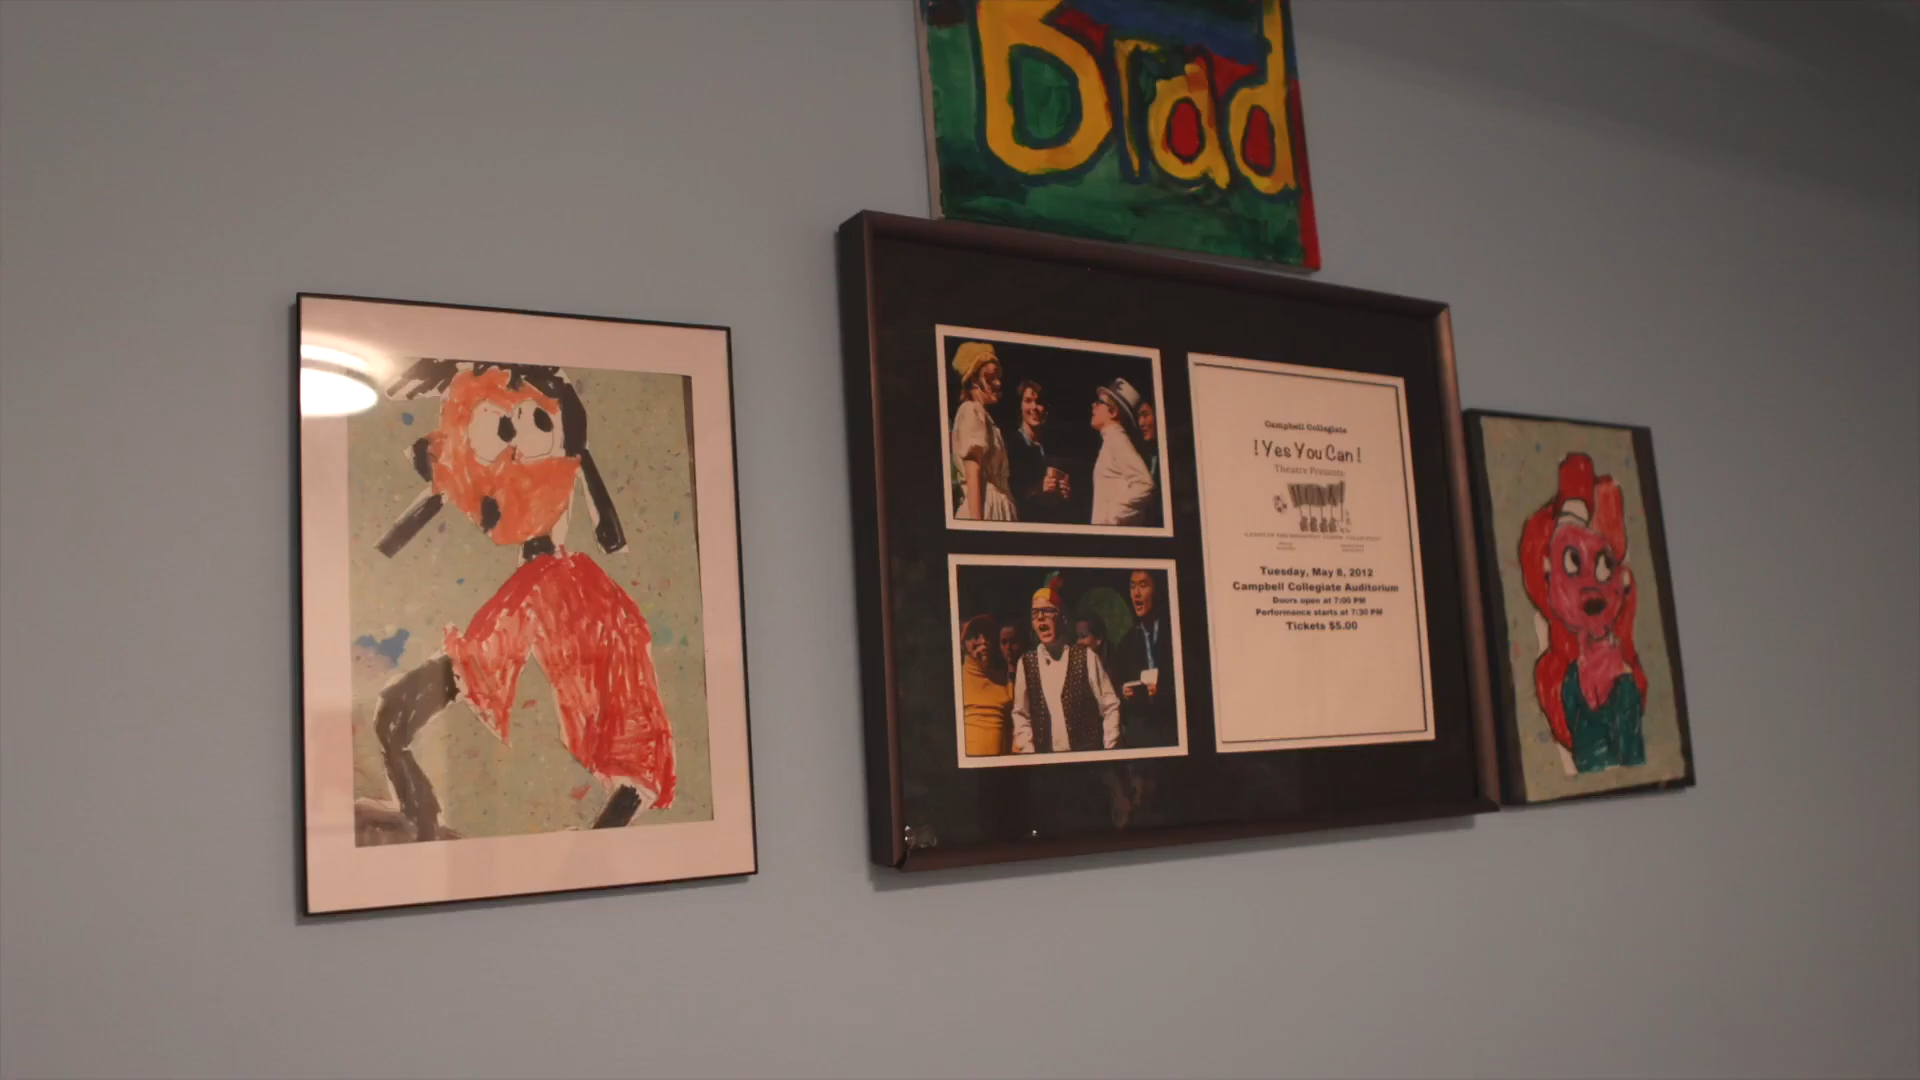 Brad
Campbell Collegiate
! Yes You Can !
Theatre Presents:
Tuesday, May 8, 2012
Campbell Collegiate Auditorium
Doors open at 7:00 PM
Performance starts at 7:30 PM
Tickets $5.00